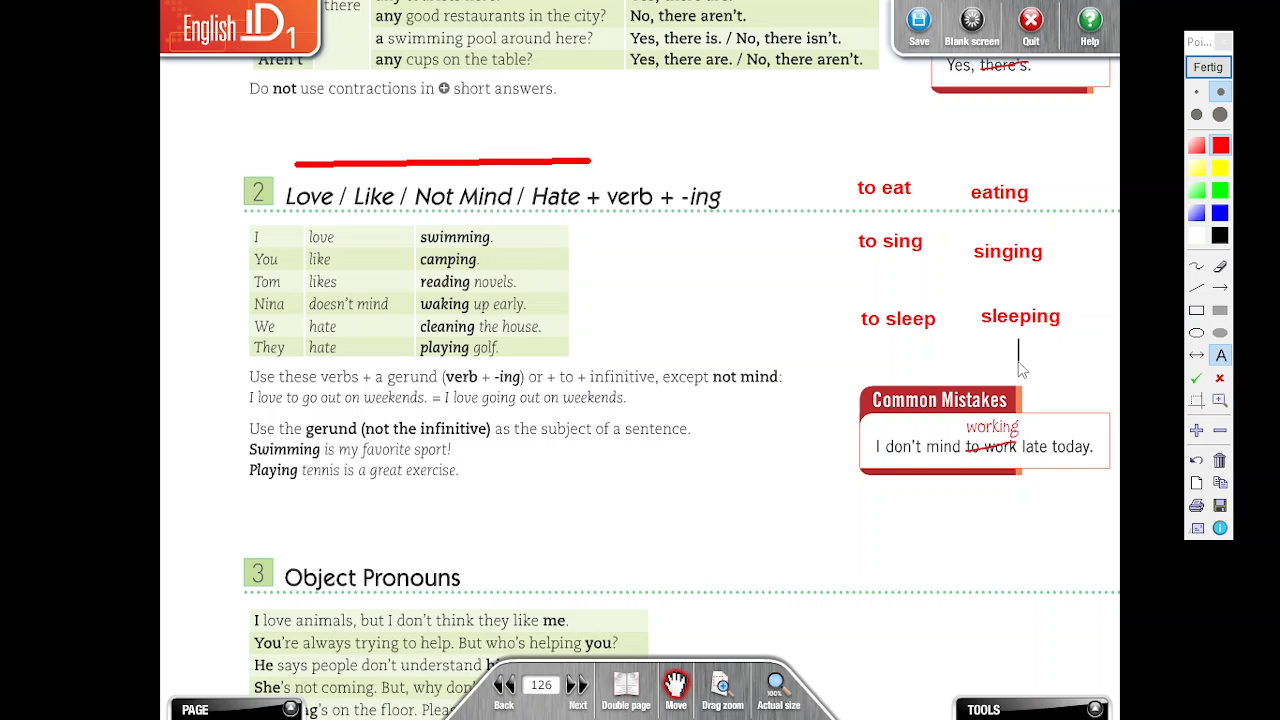 English ID 1
there
any good restaurants in the city?
No, there aren't.
a swimming pool around here?
Yes, there is. / No, there isn't.
Aren't
any cups on the table?
Yes, there are. / No, there aren't.
Do not use contractions in + short answers.
Yes, there's.
Save
Blank screen
Quit
Help
Poi...
Fertig
2
Love / Like / Not Mind / Hate + verb + -ing
to eat
eating
to sing
singing
to sleep
sleeping
I love swimming.
You like camping.
Tom likes reading novels.
Nina doesn't mind waking up early.
We hate cleaning the house.
They hate playing golf.
Use these verbs + a gerund (verb + -ing) or + to + infinitive, except not mind:
I love to go out on weekends. = I love going out on weekends.
Use the gerund (not the infinitive) as the subject of a sentence.
Swimming is my favorite sport!
Playing tennis is a great exercise.
Common Mistakes
working
I don't mind to work late today.
A
3
Object Pronouns
I love animals, but I don't think they like me.
You're always trying to help. But who's helping you?
He says people don't understand
She's not coming. But, why don'
's on the floor. Pleas
126
Back
Next
Double page
Move
Drag zoom
100%
Actual size
PAGE
TOOLS